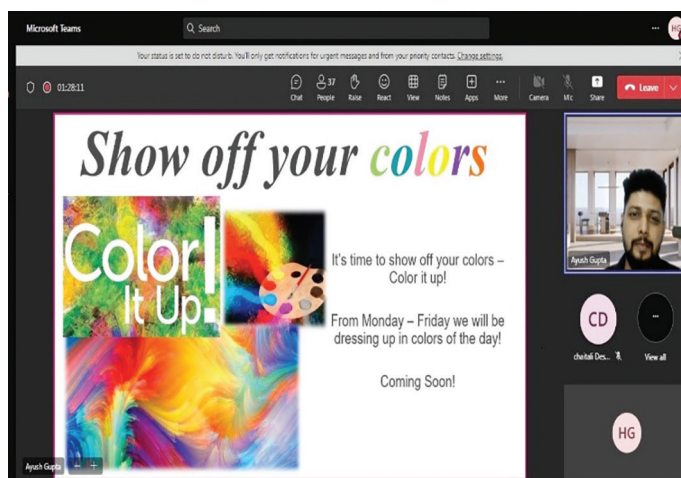 Microsoft Teams
Search
HG
Your status is set to do not disturb. You'll only get notifications for urgent messages and from your priority contacts. Change settings.
01:28:11
37
Chat People Raise React View Notes Apps More Camera Mic Share
Leave
Show off your colors
Color!
It Up
It's time to show off your colors –
Color it up!
From Monday – Friday we will be
dressing up in colors of the day!
Coming Soon!
Ayush Gupta
CD
chaitali Des...
View all
HG
Ayush Gupta